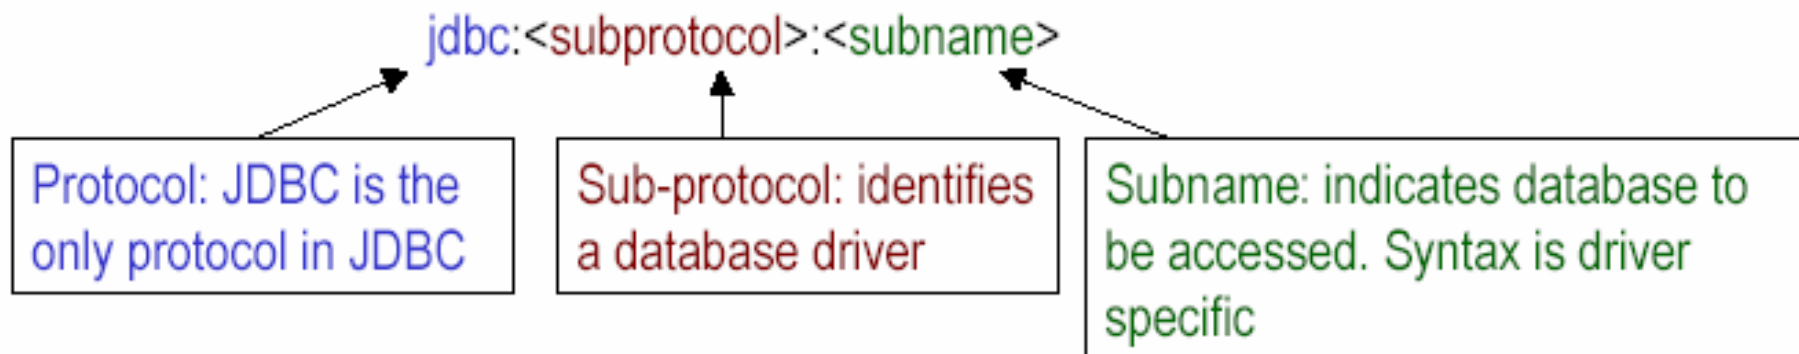 jdbc:<subprotocol>:<subname>
Protocol: JDBC is the
only protocol in JDBC
Sub-protocol: identifies
a database driver
Subname: indicates database to
be accessed. Syntax is driver
specific